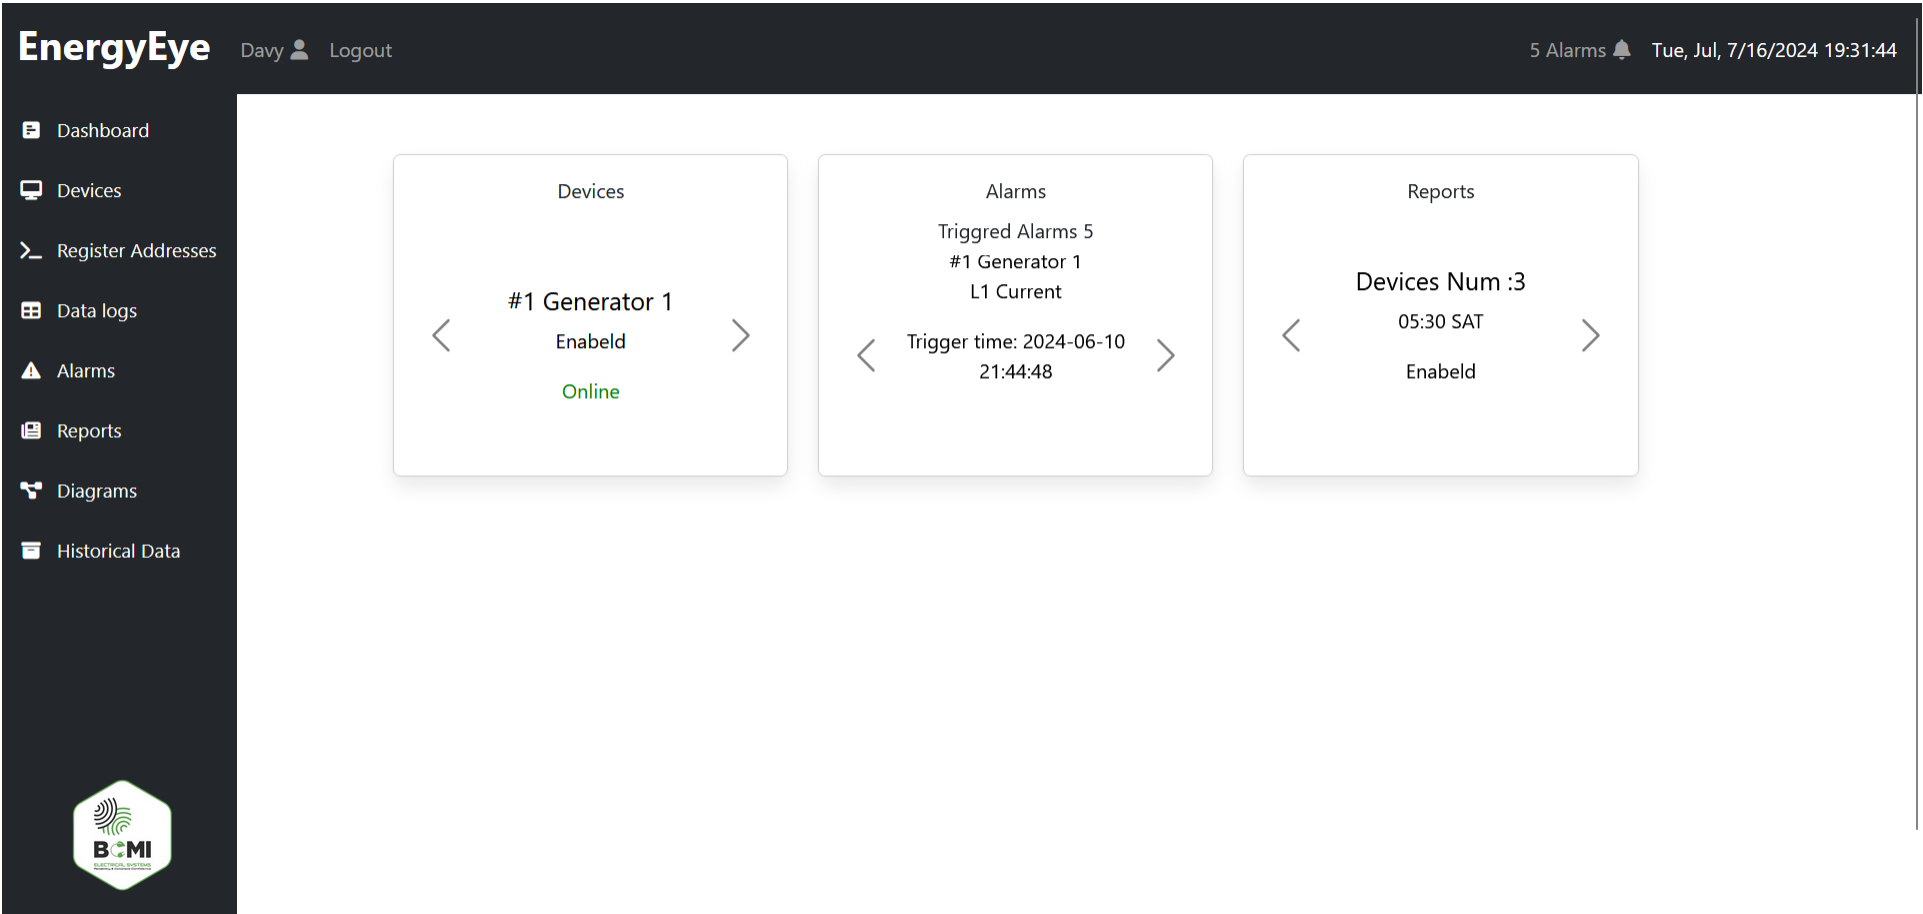 EnergyEye
Davy
Logout
5 Alarms
Tue, Jul, 7/16/2024 19:31:44
Dashboard
Devices
Register Addresses
Data logs
Alarms
Reports
Diagrams
Historical Data
Devices
#1 Generator 1
Enabeld
Online
Alarms
Triggred Alarms 5
#1 Generator 1
L1 Current
Trigger time: 2024-06-10
21:44:48
Reports
Devices Num :3
05:30 SAT
Enabeld
ELECTRICAL SYSTEMS